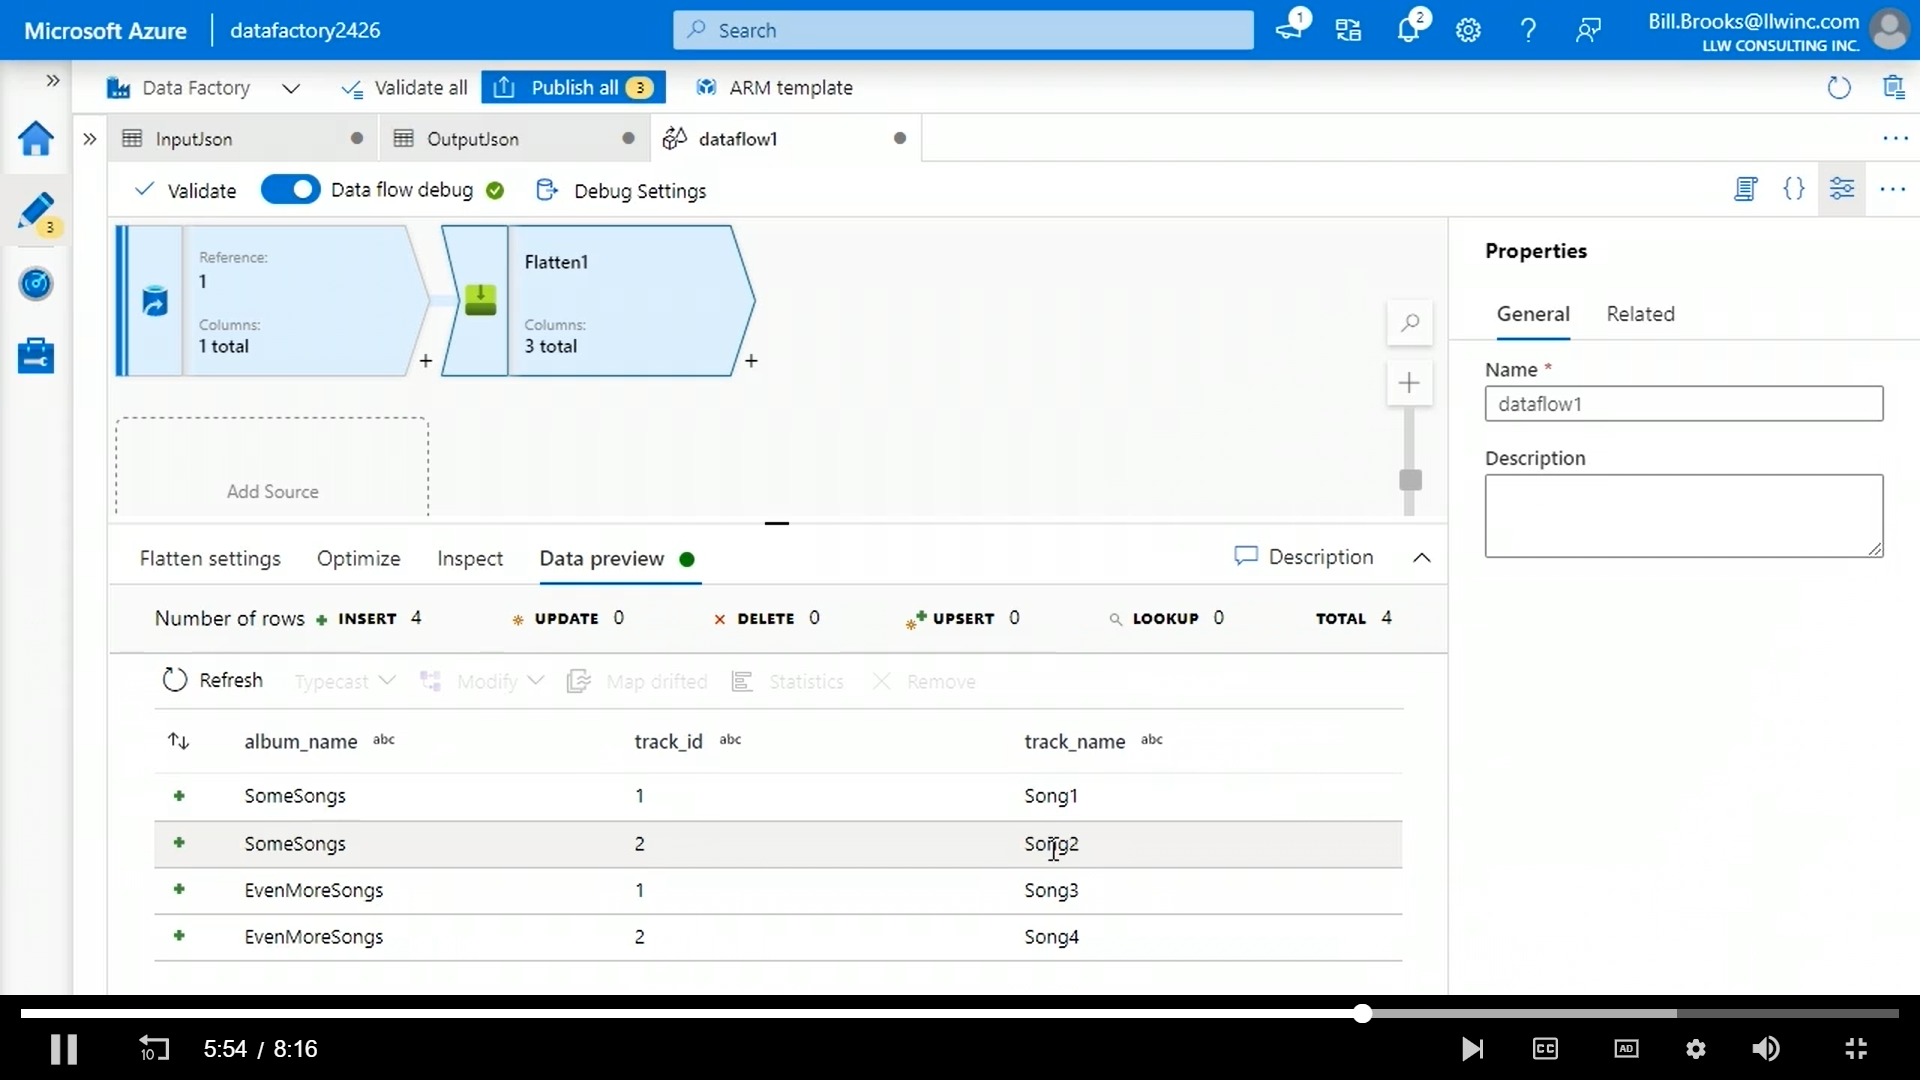 Microsoft Azure
datafactory2426
Search
1
2
Bill.Brooks@llwinc.com
LLW CONSULTING INC.
Data Factory
Validate all
Publish all 3
ARM template
InputJson
OutputJson
dataflow1
Validate
Data flow debug
Debug Settings
3
Reference:
1
Columns:
1 total
+
Flatten1
Columns:
3 total
+
Add Source
Properties
General
Related
Name *
dataflow1
Description
Flatten settings
Optimize
Inspect
Data preview
Description
Number of rows
INSERT 4
UPDATE 0
DELETE 0
UPSERT 0
LOOKUP 0
TOTAL 4
Refresh
Typecast
Modify
Map drifted
Statistics
Remove
album_name abc
track_id abc
track_name abc
SomeSongs 1 Song1
SomeSongs 2 Song2
EvenMoreSongs 1 Song3
EvenMoreSongs 2 Song4
10
5:54 / 8:16
CC
AD